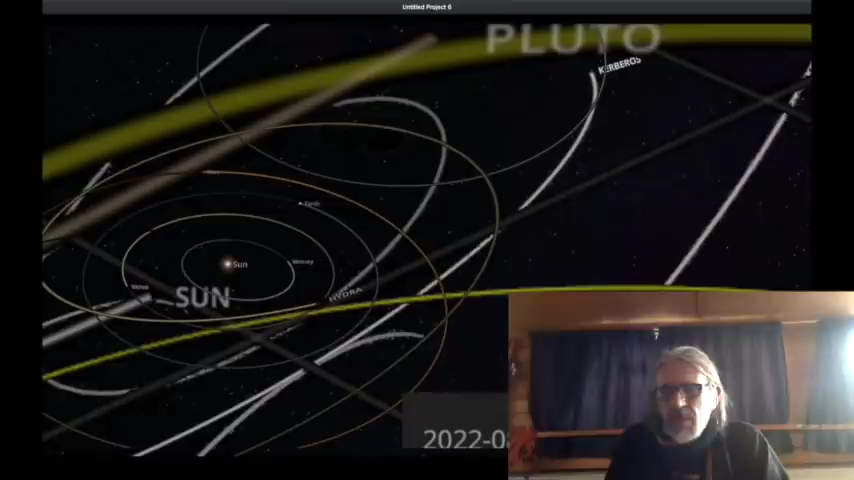 Untitled Project 6
PLUTO
KERBEROS
Earth
Sun
Mercury
Venus
SUN
HYDRA
2022-0